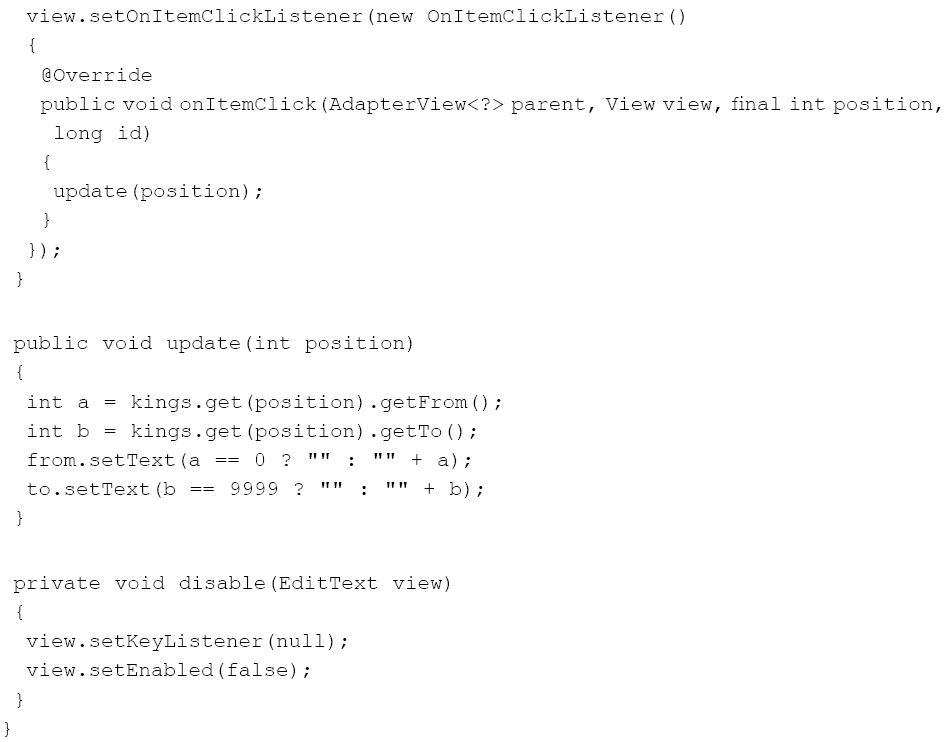 view.setOnItemClickListener(new OnItemClickListener()
{
@Override
public void onItemClick(AdapterView<?> parent, View view, final int position,
long id)
{
update(position);
}
});
}
public void update(int position)
{
int a = kings.get(position).getFrom();
int b = kings.get(position).getTo();
from.setText(a == 0 ? "" : "" + a);
to.setText(b == 9999 ? "" : "" + b);
}
private void disable(EditText view)
{
view.setKeyListener(null);
view.setEnabled(false);
}
}